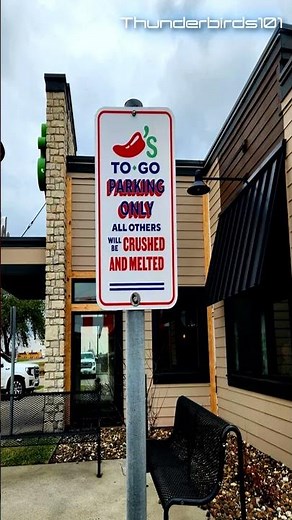 Thunderbirds101
's
TO-GO
PARKING
ONLY
ALL OTHERS
WILL BE CRUSHED
AND MELTED